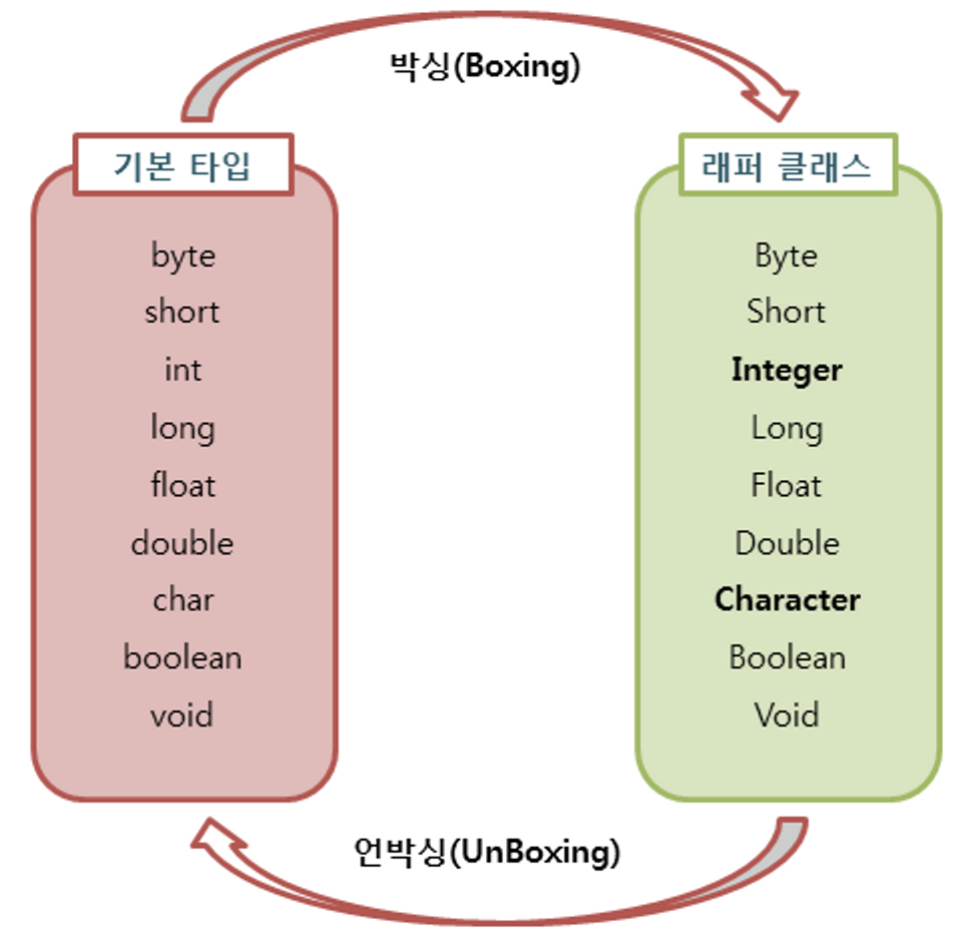 박싱(Boxing)
기본 타입
byte
short
int
long
float
double
char
boolean
void
래퍼 클래스
Byte
Short
Integer
Long
Float
Double
Character
Boolean
Void
언박싱(UnBoxing)